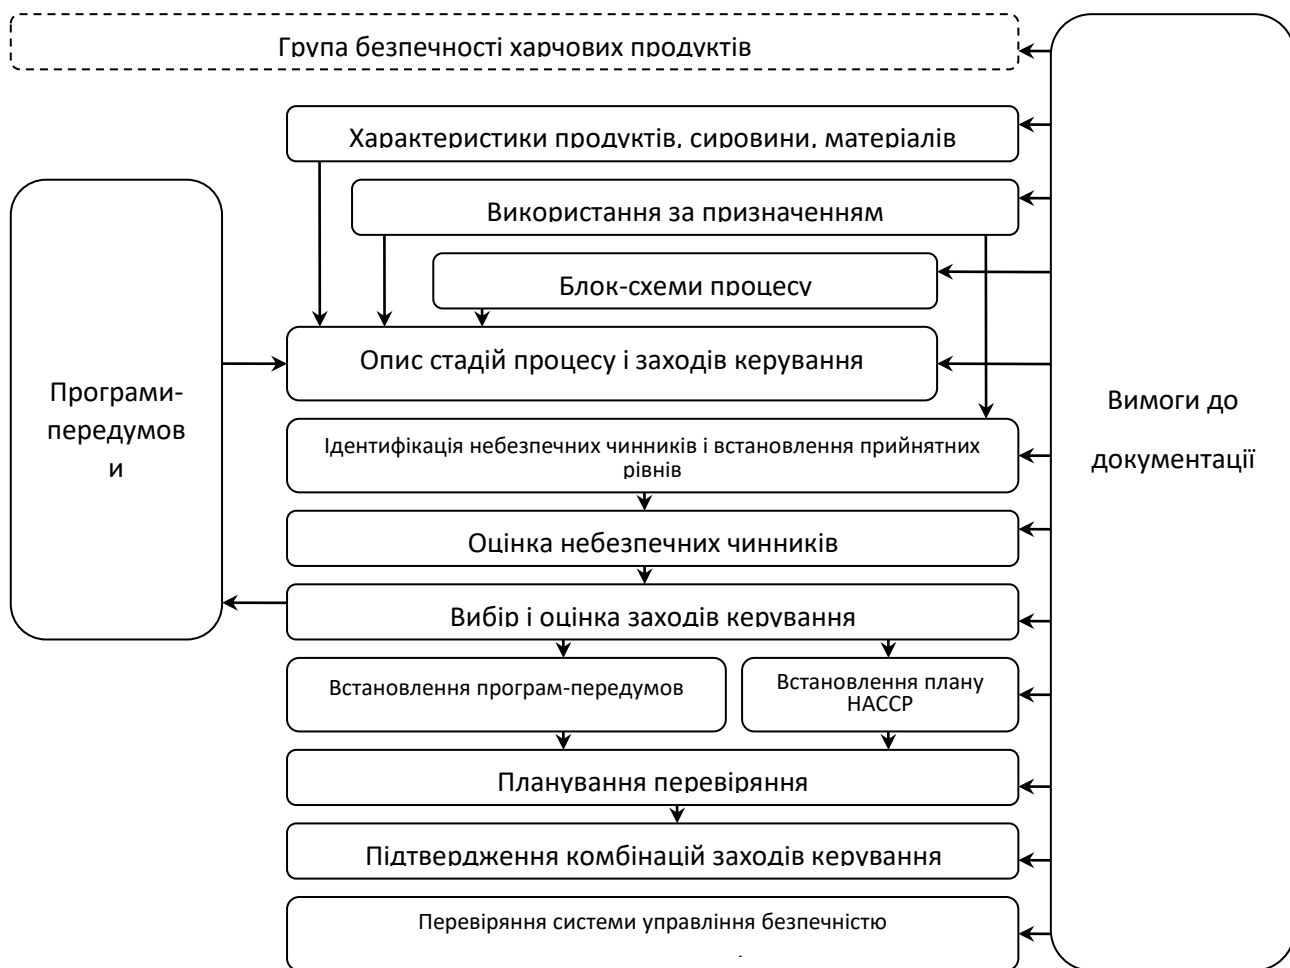 Група безпечності харчових продуктів
Характеристики продуктів, сировини, матеріалів
Використання за призначенням
Блок-схеми процесу
Опис стадій процесу і заходів керування
Програми-
передумов
и
Вимоги до
документації
Ідентифікація небезпечних чинників і встановлення прийнятних
рівнів
Оцінка небезпечних чинників
Вибір і оцінка заходів керування
Встановлення програм-передумов
Встановлення плану
НАССР
Планування перевіряння
Підтвердження комбінацій заходів керування
Перевіряння системи управління безпечністю